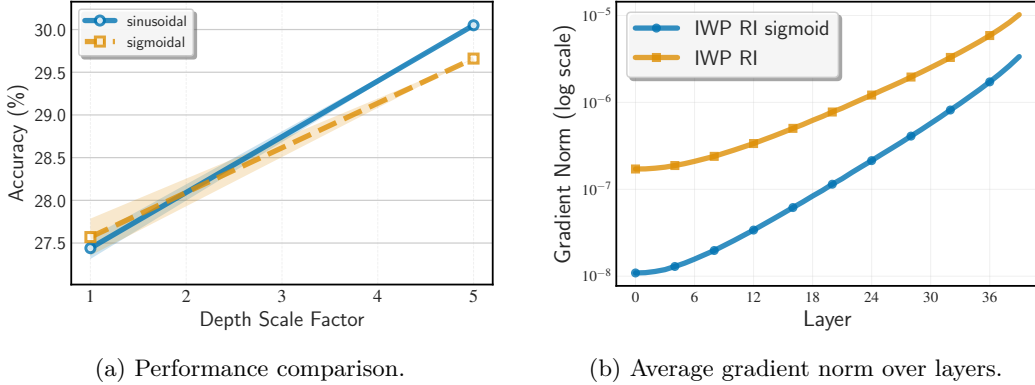 30.0
29.5
29.0
28.5
28.0
27.5
Accuracy (%)
sinusoidal
sigmoidal
1
2
3
4
5
Depth Scale Factor
(a) Performance comparison.
10⁻⁵
10⁻⁶
10⁻⁷
10⁻⁸
Gradient Norm (log scale)
IWP RI sigmoid
IWP RI
0
6
12
18
24
30
36
Layer
(b) Average gradient norm over layers.